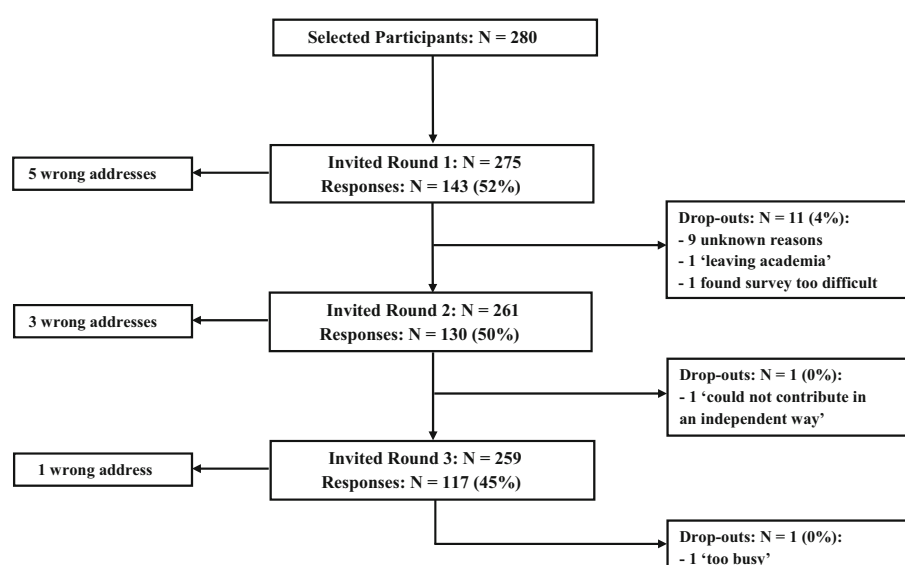 Selected Participants: N = 280
5 wrong addresses
Invited Round 1: N = 275
Responses: N = 143 (52%)
Drop-outs: N = 11 (4%):
- 9 unknown reasons
- 1 ‘leaving academia’
- 1 found survey too difficult
3 wrong addresses
Invited Round 2: N = 261
Responses: N = 130 (50%)
Drop-outs: N = 1 (0%):
- 1 ‘could not contribute in
an independent way’
1 wrong address
Invited Round 3: N = 259
Responses: N = 117 (45%)
Drop-outs: N = 1 (0%):
- 1 ‘too busy’